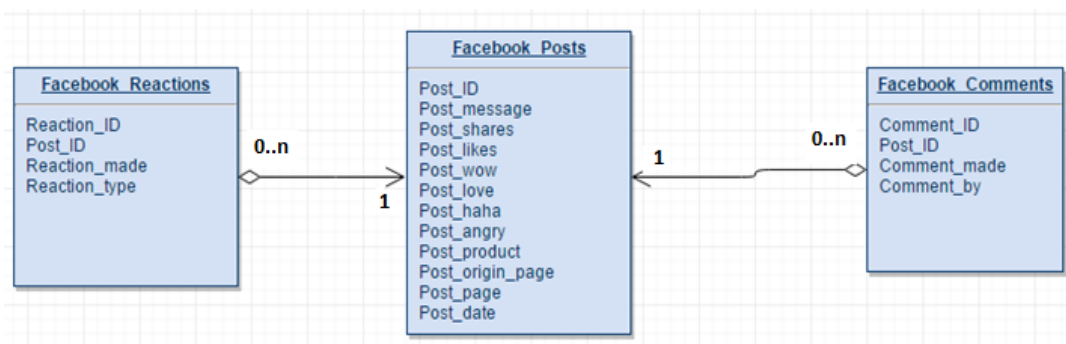 Facebook_Reactions
Reaction_ID
Post_ID
Reaction_made
Reaction_type
0..n
1
Facebook_Posts
Post_ID
Post_message
Post_shares
Post_likes
Post_wow
Post_love
Post_haha
Post_angry
Post_product
Post_origin_page
Post_page
Post_date
1
0..n
Facebook_Comments
Comment_ID
Post_ID
Comment_made
Comment_by